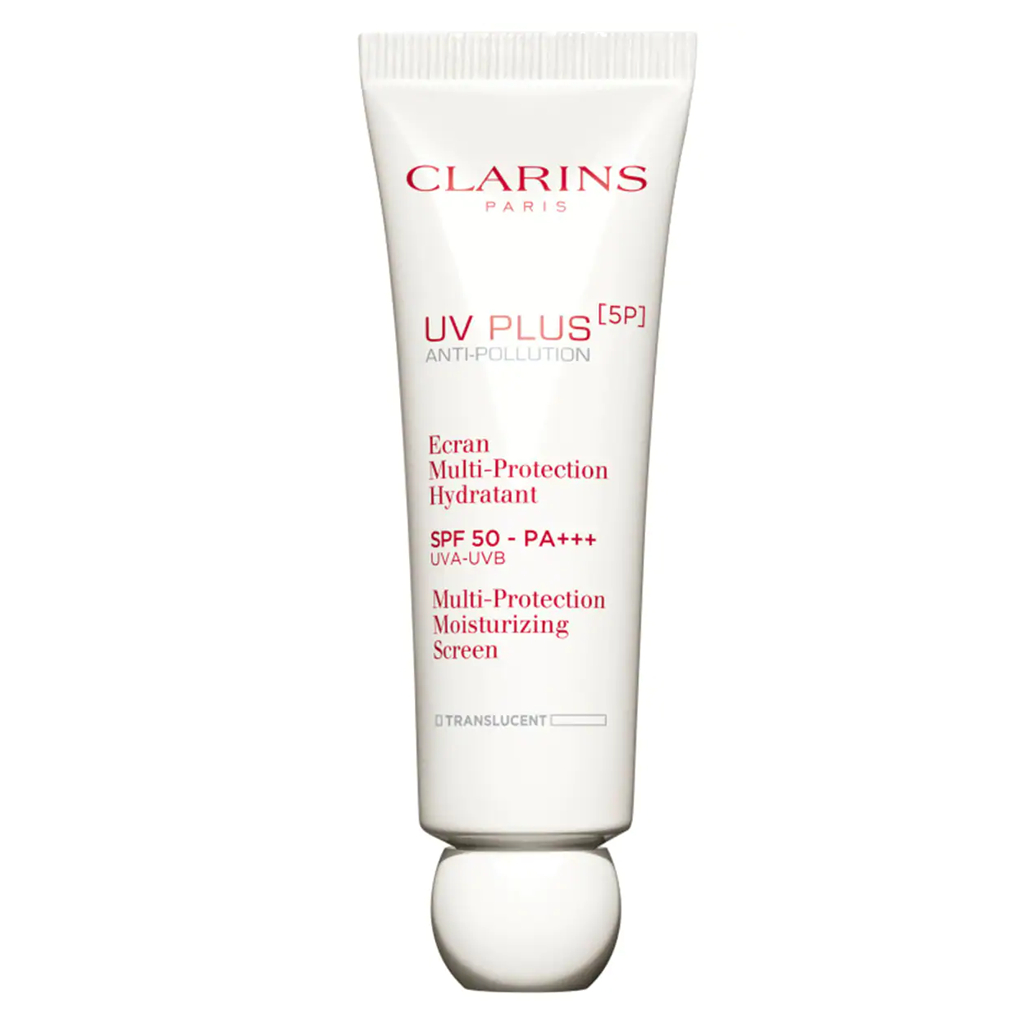 CLARINS
PARIS
UV PLUS [5P]
ANTI-POLLUTION
Ecran
Multi-Protection
Hydratant
SPF 50 - PA+++
UVA-UVB
Multi-Protection
Moisturizing
Screen
TRANSLUCENT